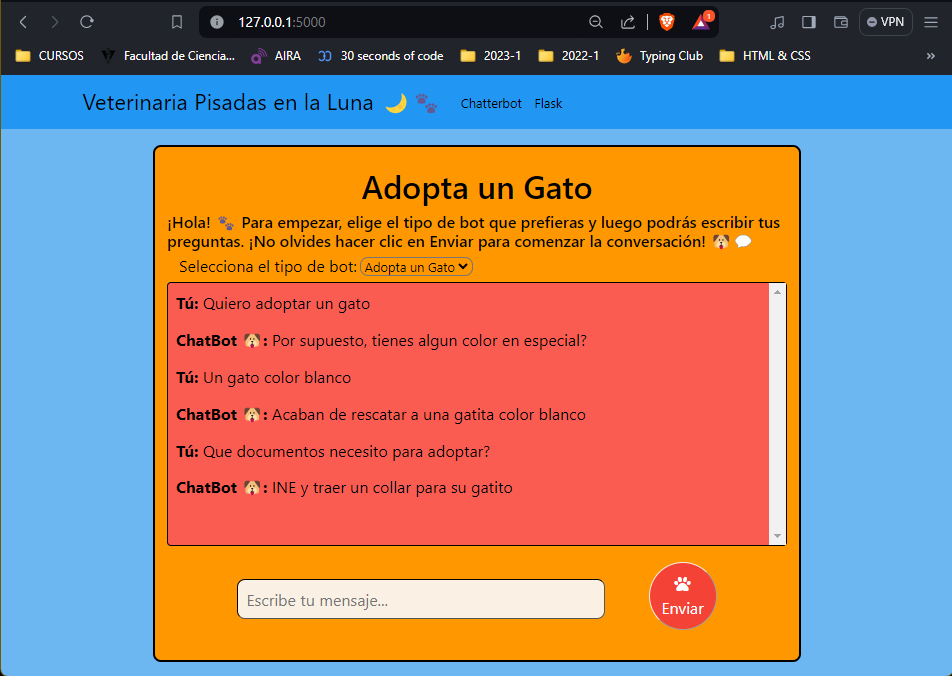 127.0.0.1:5000
1
VPN
CURSOS
Facultad de Ciencia...
AIRA
30 seconds of code
2023-1
2022-1
Typing Club
HTML & CSS
»
Veterinaria Pisadas en la Luna 🌙 🐾
Chatterbot
Flask
Adopta un Gato
¡Hola! 🐾 Para empezar, elige el tipo de bot que prefieras y luego podrás escribir tus
preguntas. ¡No olvides hacer clic en Enviar para comenzar la conversación! 🐶 💬
Selecciona el tipo de bot: Adopta un Gato
Tú: Quiero adoptar un gato
ChatBot 🐶: Por supuesto, tienes algun color en especial?
Tú: Un gato color blanco
ChatBot 🐶: Acaban de rescatar a una gatita color blanco
Tú: Que documentos necesito para adoptar?
ChatBot 🐶: INE y traer un collar para su gatito
Escribe tu mensaje...
Enviar